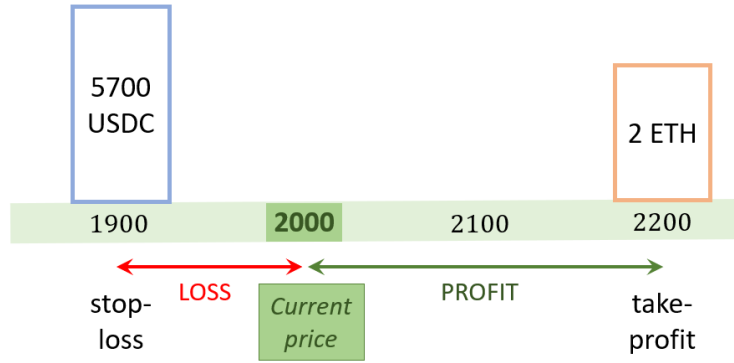 5700
USDC
2 ETH
1900 2000 2100 2200
LOSS PROFIT
stop-
loss
Current
price
take-
profit